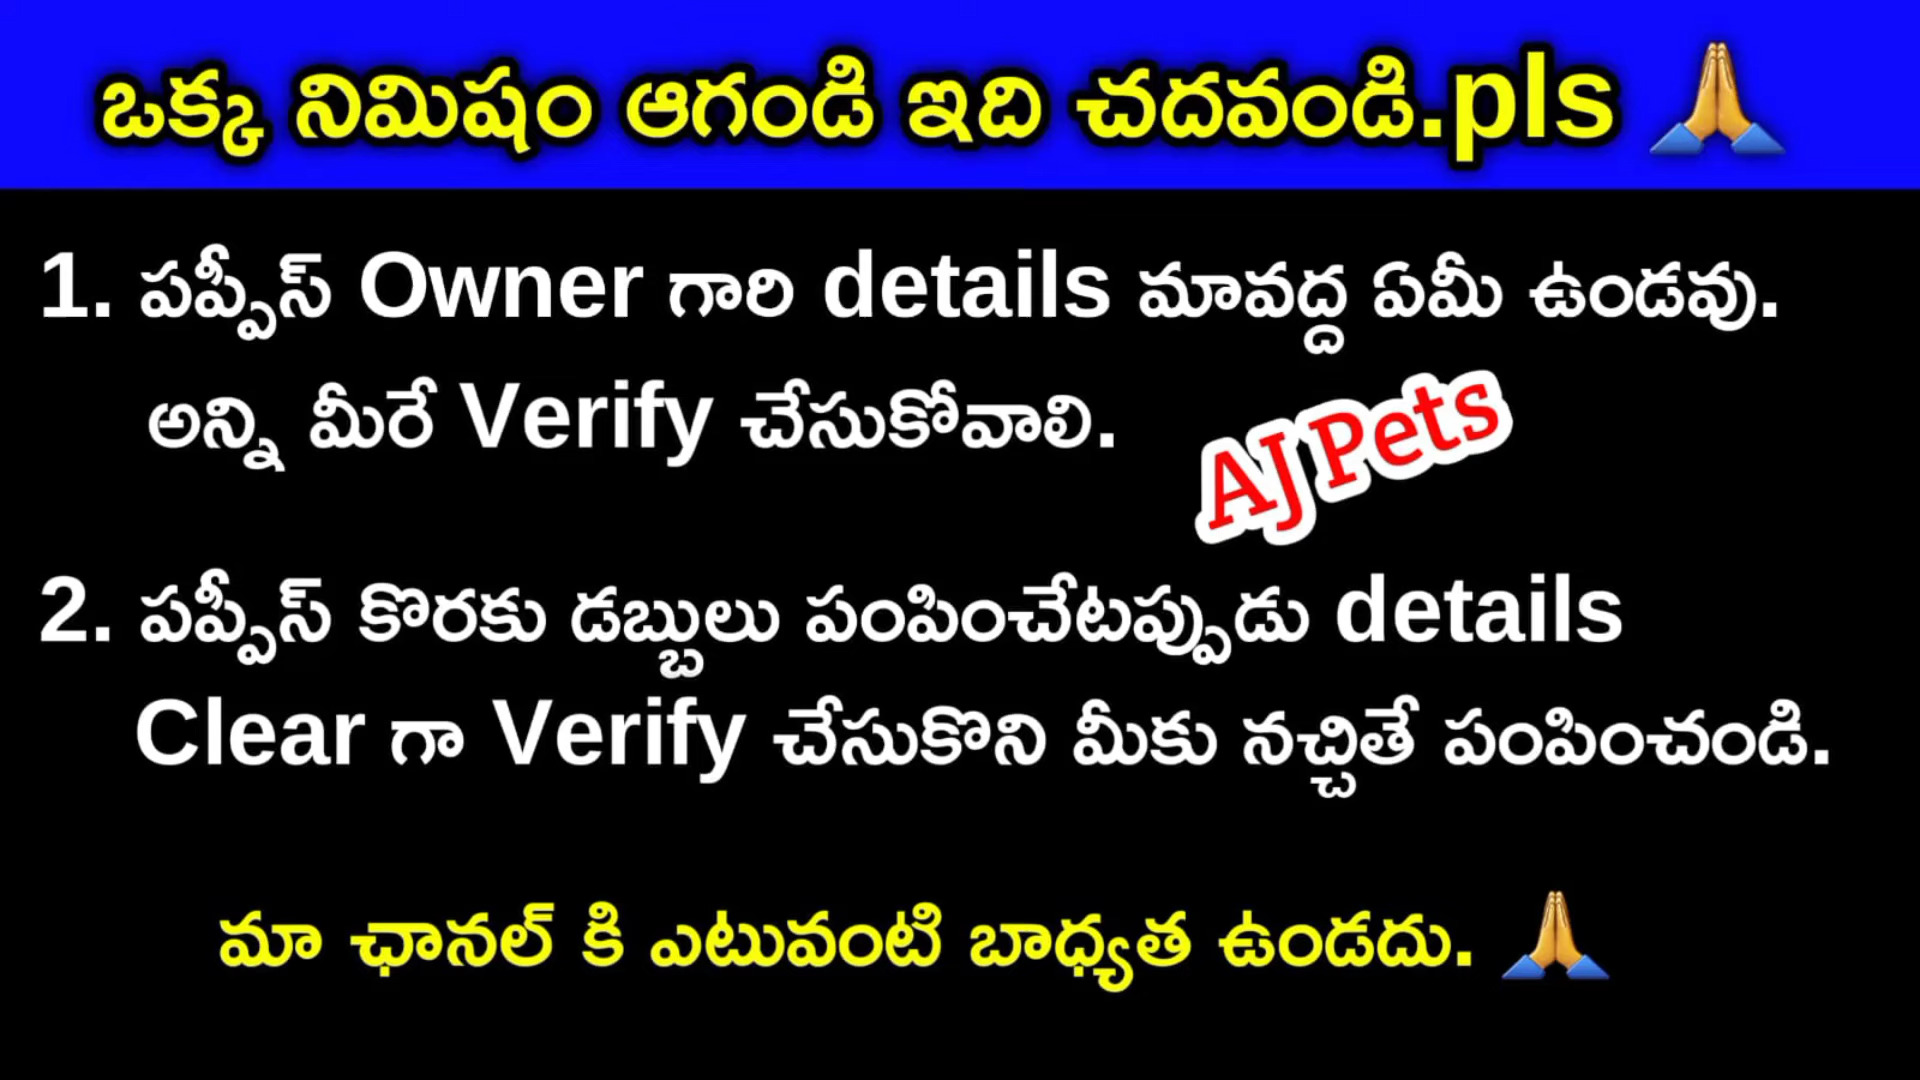 ఒక్క నిమిషం ఆగండి ఇది చదవండి.pls 🙏
1. పప్పీస్ Owner గారి details మావద్ద ఏమీ ఉండవు.
అన్ని మీరే Verify చేసుకోవాలి.
AJ Pets
2. పప్పీస్ కొరకు డబ్బులు పంపించేటప్పుడు details
Clear గా Verify చేసుకొని మీకు నచ్చితే పంపించండి.
మా ఛానల్ కి ఎటువంటి బాధ్యత ఉండదు. 🙏